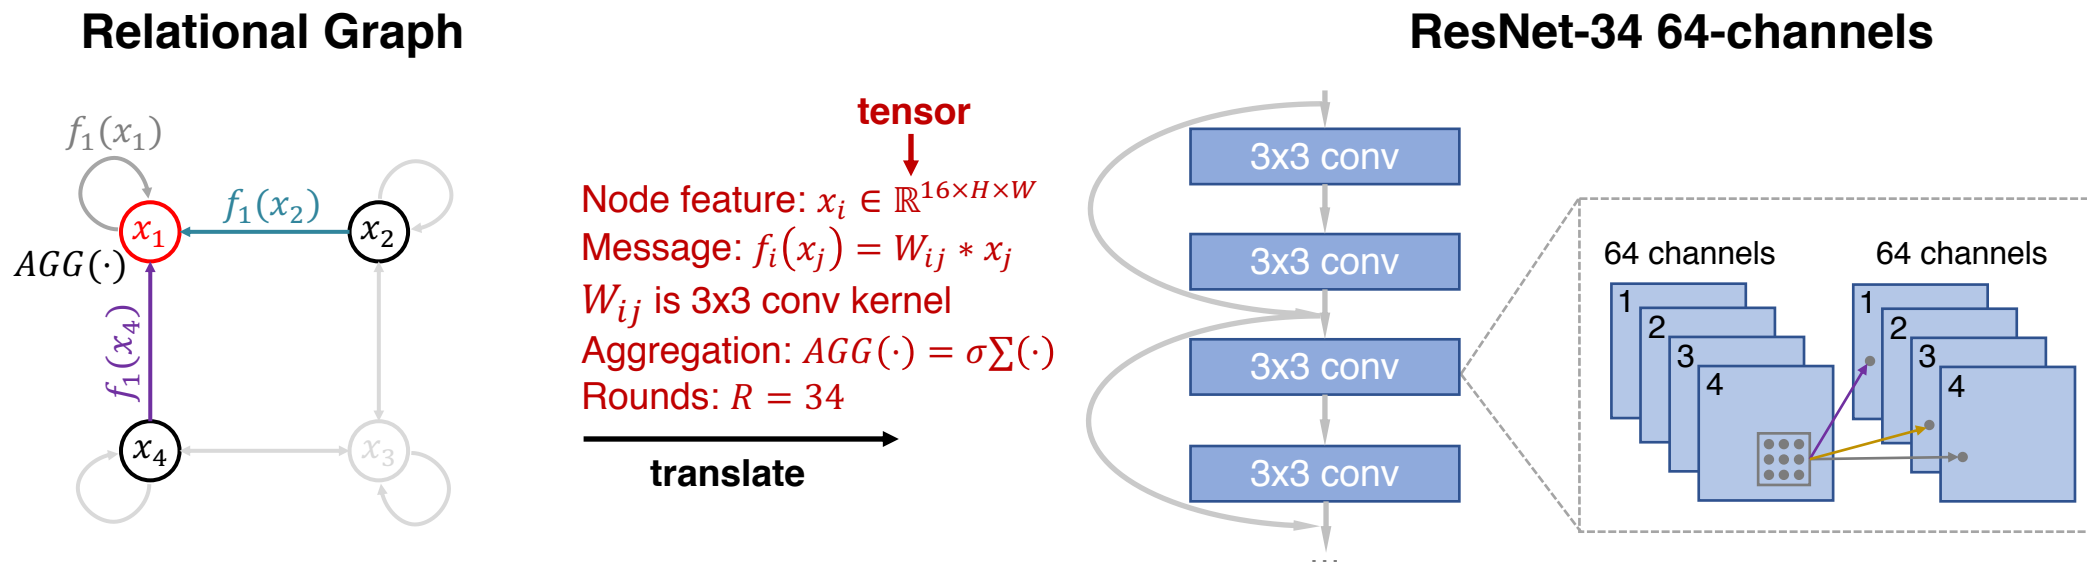 Relational Graph
f₁(x₁)
x₁
f₁(x₂)
x₂
AGG(·)
f₁(x₄)
x₄
x₃
tensor
Node feature: xᵢ ∈ ℝ^{16×H×W}
Message: fᵢ(xⱼ) = Wᵢⱼ ∗ xⱼ
Wᵢⱼ is 3x3 conv kernel
Aggregation: AGG(·) = σ∑(·)
Rounds: R = 34
translate
ResNet-34 64-channels
3x3 conv
3x3 conv
3x3 conv
3x3 conv
...
64 channels
1
2
3
4
64 channels
1
2
3
4